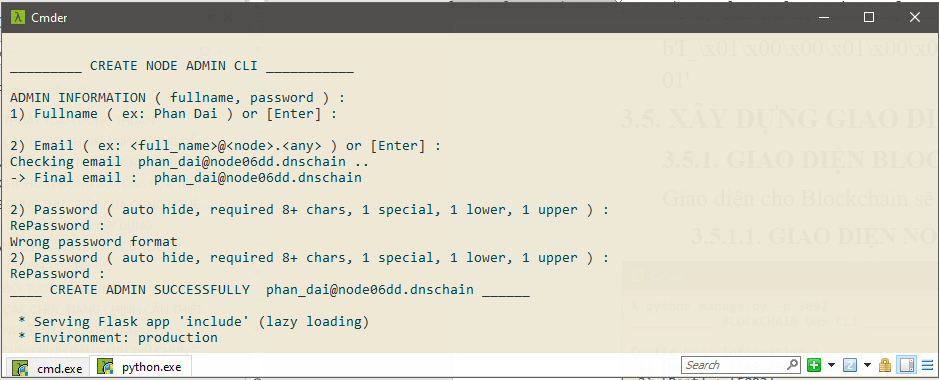 Cmder
_________ CREATE NODE ADMIN CLI ___________
ADMIN INFORMATION ( fullname, password ) :
1) Fullname ( ex: Phan Dai ) or [Enter] :
2) Email ( ex: <full_name>@<node>.<any> ) or [Enter] :
Checking email  phan_dai@node06dd.dnschain ..
-> Final email :  phan_dai@node06dd.dnschain
2) Password ( auto hide, required 8+ chars, 1 special, 1 lower, 1 upper ) :
RePassword :
Wrong password format
2) Password ( auto hide, required 8+ chars, 1 special, 1 lower, 1 upper ) :
RePassword :
____ CREATE ADMIN SUCCESSFULLY  phan_dai@node06dd.dnschain ______
 * Serving Flask app 'include' (lazy loading)
 * Environment: production
b'I_\x01\x00\x00\x01\x00\x0
01'
3.5. XÂY DỰNG GIAO DI
3.5.1. GIAO DIỆN BLOC
Giao diện cho Blockchain sẽ
3.5.1.1. GIAO DIỆN NO
cmd.exe
python.exe
Search